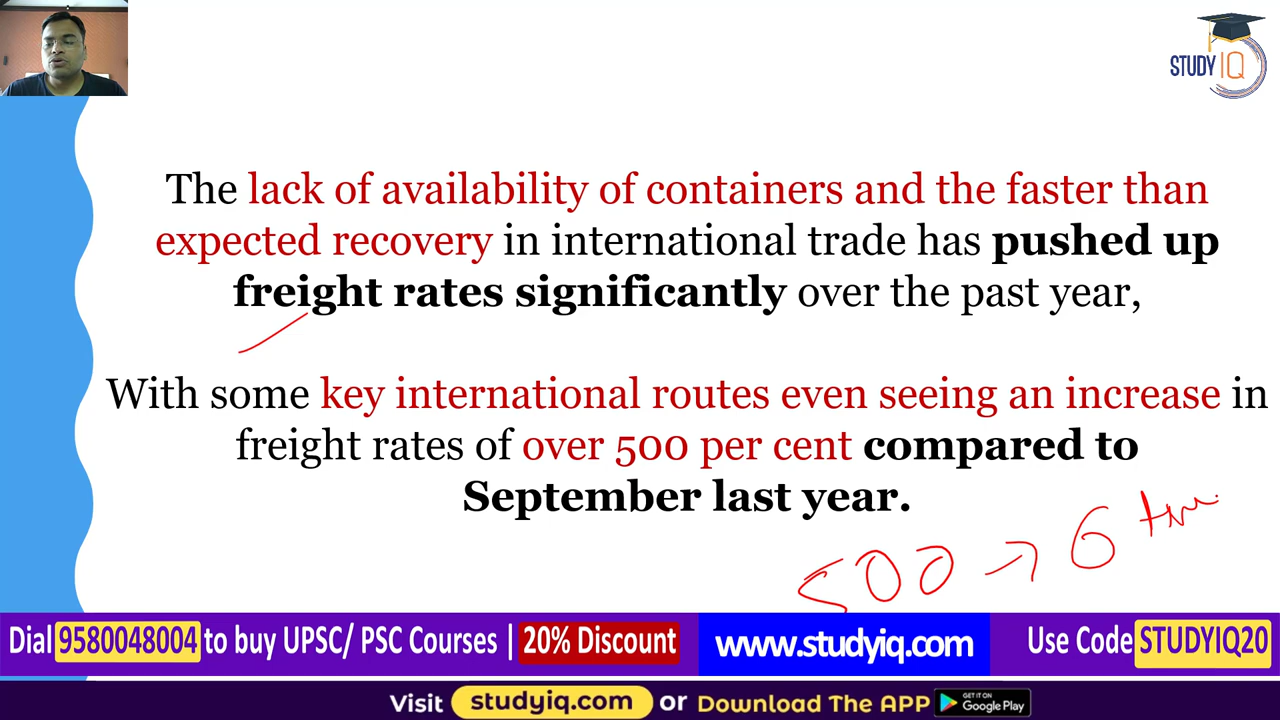 STUDY IQ
The lack of availability of containers and the faster than
expected recovery in international trade has pushed up
freight rates significantly over the past year,
With some key international routes even seeing an increase in
freight rates of over 500 per cent compared to
September last year.
500 → 6
Dial 9580048004 to buy UPSC/ PSC Courses | 20% Discount
www.studyiq.com
Use Code STUDYIQ20
Visit studyiq.com or Download The APP GET IT ON Google Play